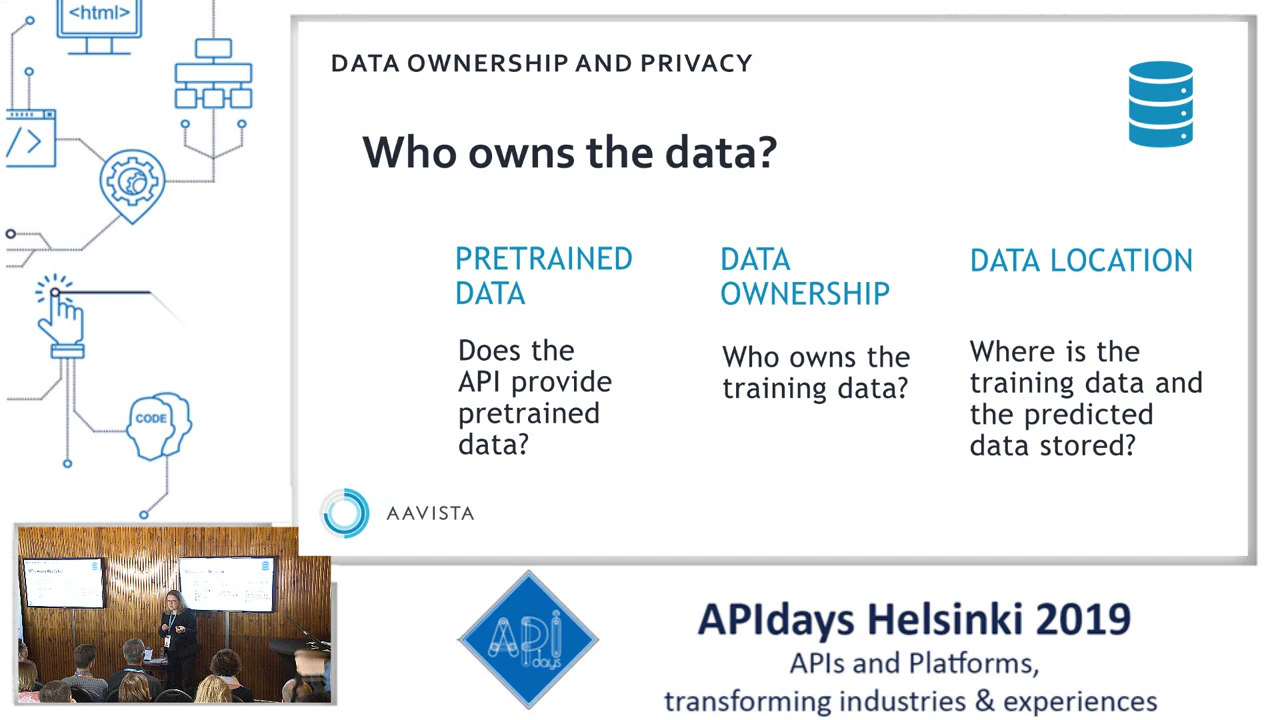 <html>
/>
CODE
DATA OWNERSHIP AND PRIVACY
Who owns the data?
PRETRAINED
DATA
Does the
API provide
pretrained
data?
DATA
OWNERSHIP
Who owns the
training data?
DATA LOCATION
Where is the
training data and
the predicted
data stored?
AAVISTA
API
days
APIdays Helsinki 2019
APIs and Platforms,
transforming industries & experiences